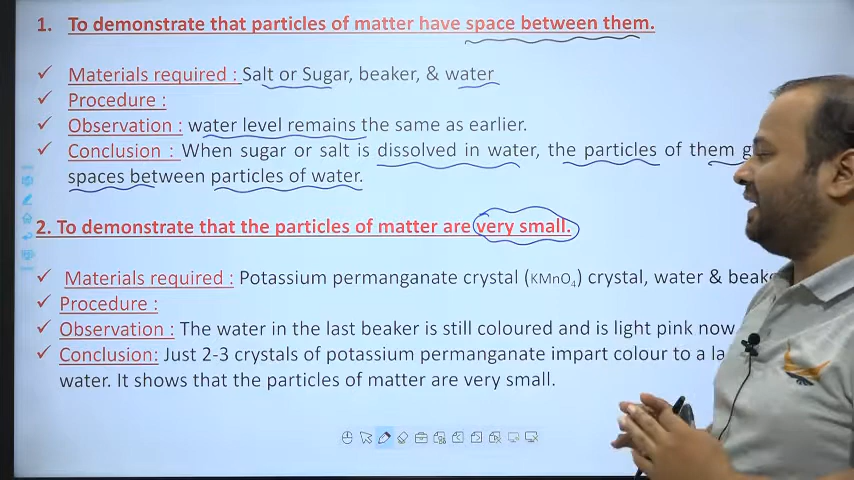 1. To demonstrate that particles of matter have space between them.
✓ Materials required : Salt or Sugar, beaker, & water
✓ Procedure :
✓ Observation : water level remains the same as earlier.
✓ Conclusion : When sugar or salt is dissolved in water, the particles of them
spaces between particles of water.
2. To demonstrate that the particles of matter are very small.
✓ Materials required : Potassium permanganate crystal (KMnO₄) crystal, water &
✓ Procedure :
✓ Observation : The water in the last beaker is still coloured and is light pink now
✓ Conclusion: Just 2-3 crystals of potassium permanganate impart colour to a
water. It shows that the particles of matter are very small.